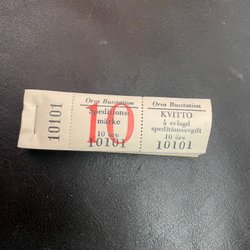 10101
Orsa Busstation
Speditions-
märke
10
10 öre
10101
Orsa Busstation
KVITTO
å erlagd
speditionsavgift
10 öre
10101